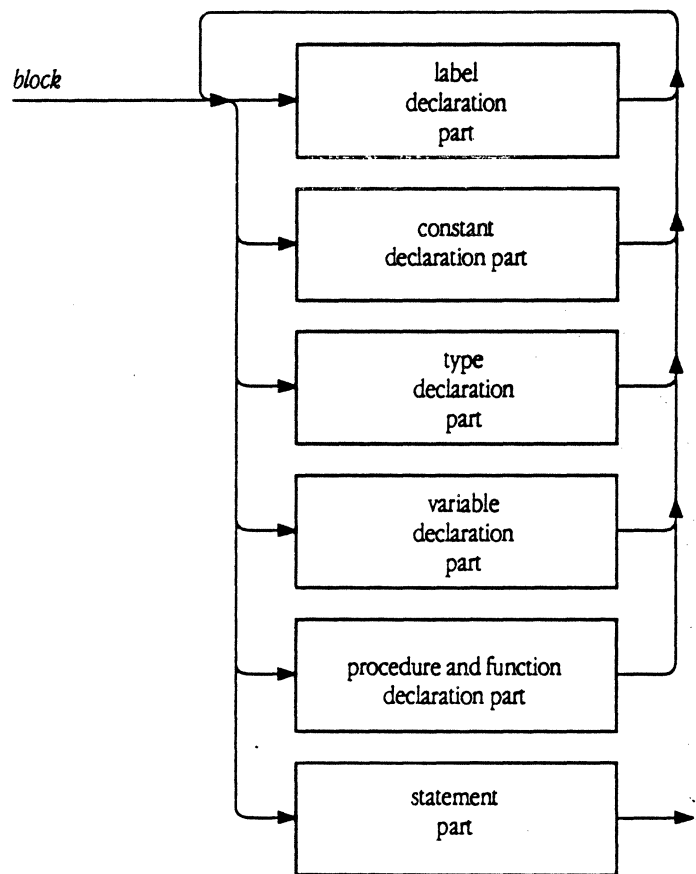 block
label
declaration
part
constant
declaration part
type
declaration
part
variable
declaration
part
procedure and function
declaration part
statement
part